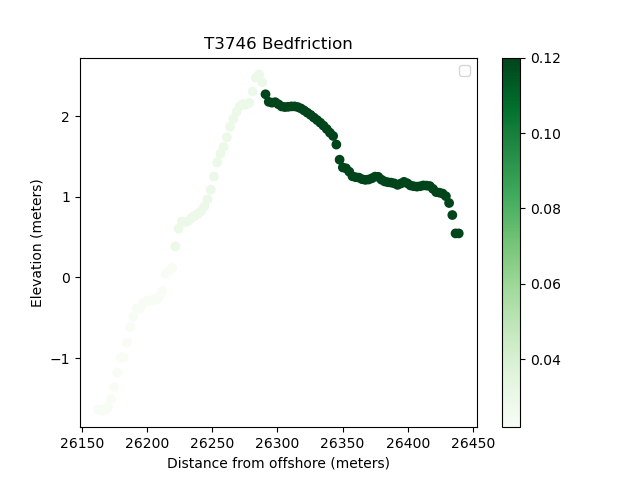 T3746 Bedfriction
Elevation (meters)
2
1
0
−1
26150 26200 26250 26300 26350 26400 26450
Distance from offshore (meters)
0.12
0.10
0.08
0.06
0.04